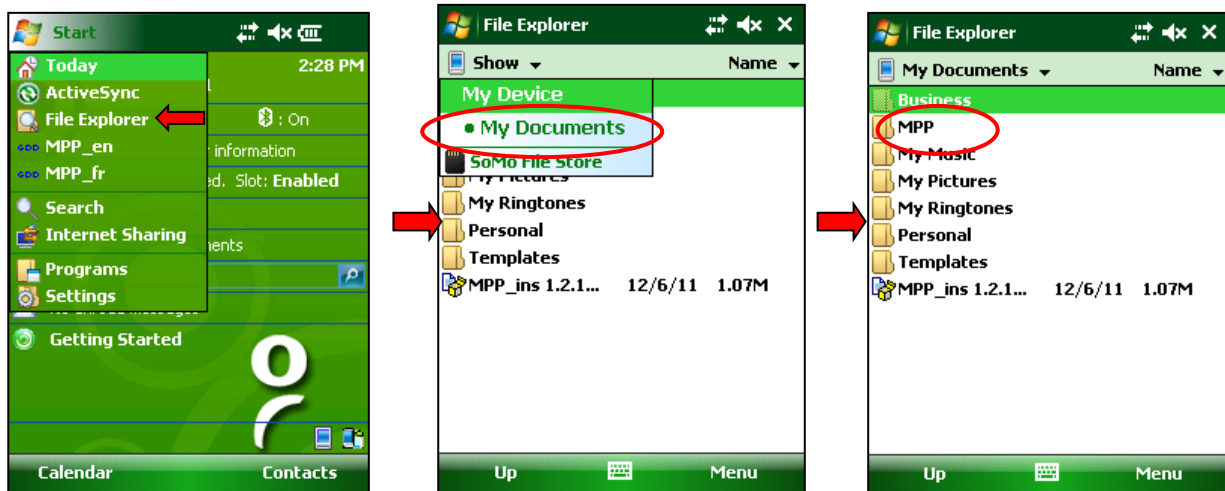 Start
Today
2:28 PM
ActiveSync
File Explorer
: On
MPP_en
r information
MPP_fr
ed. Slot: Enabled
Search
Internet Sharing
ents
Programs
Settings
No unread messages
Getting Started
Calendar
Contacts
File Explorer
Show
Name
My Device
My Documents
SoMo File Store
My Pictures
My Ringtones
Personal
Templates
MPP_ins 1.2.1... 12/6/11 1.07M
Up
Menu
File Explorer
My Documents
Name
Business
MPP
My Music
My Pictures
My Ringtones
Personal
Templates
MPP_ins 1.2.1... 12/6/11 1.07M
Up
Menu